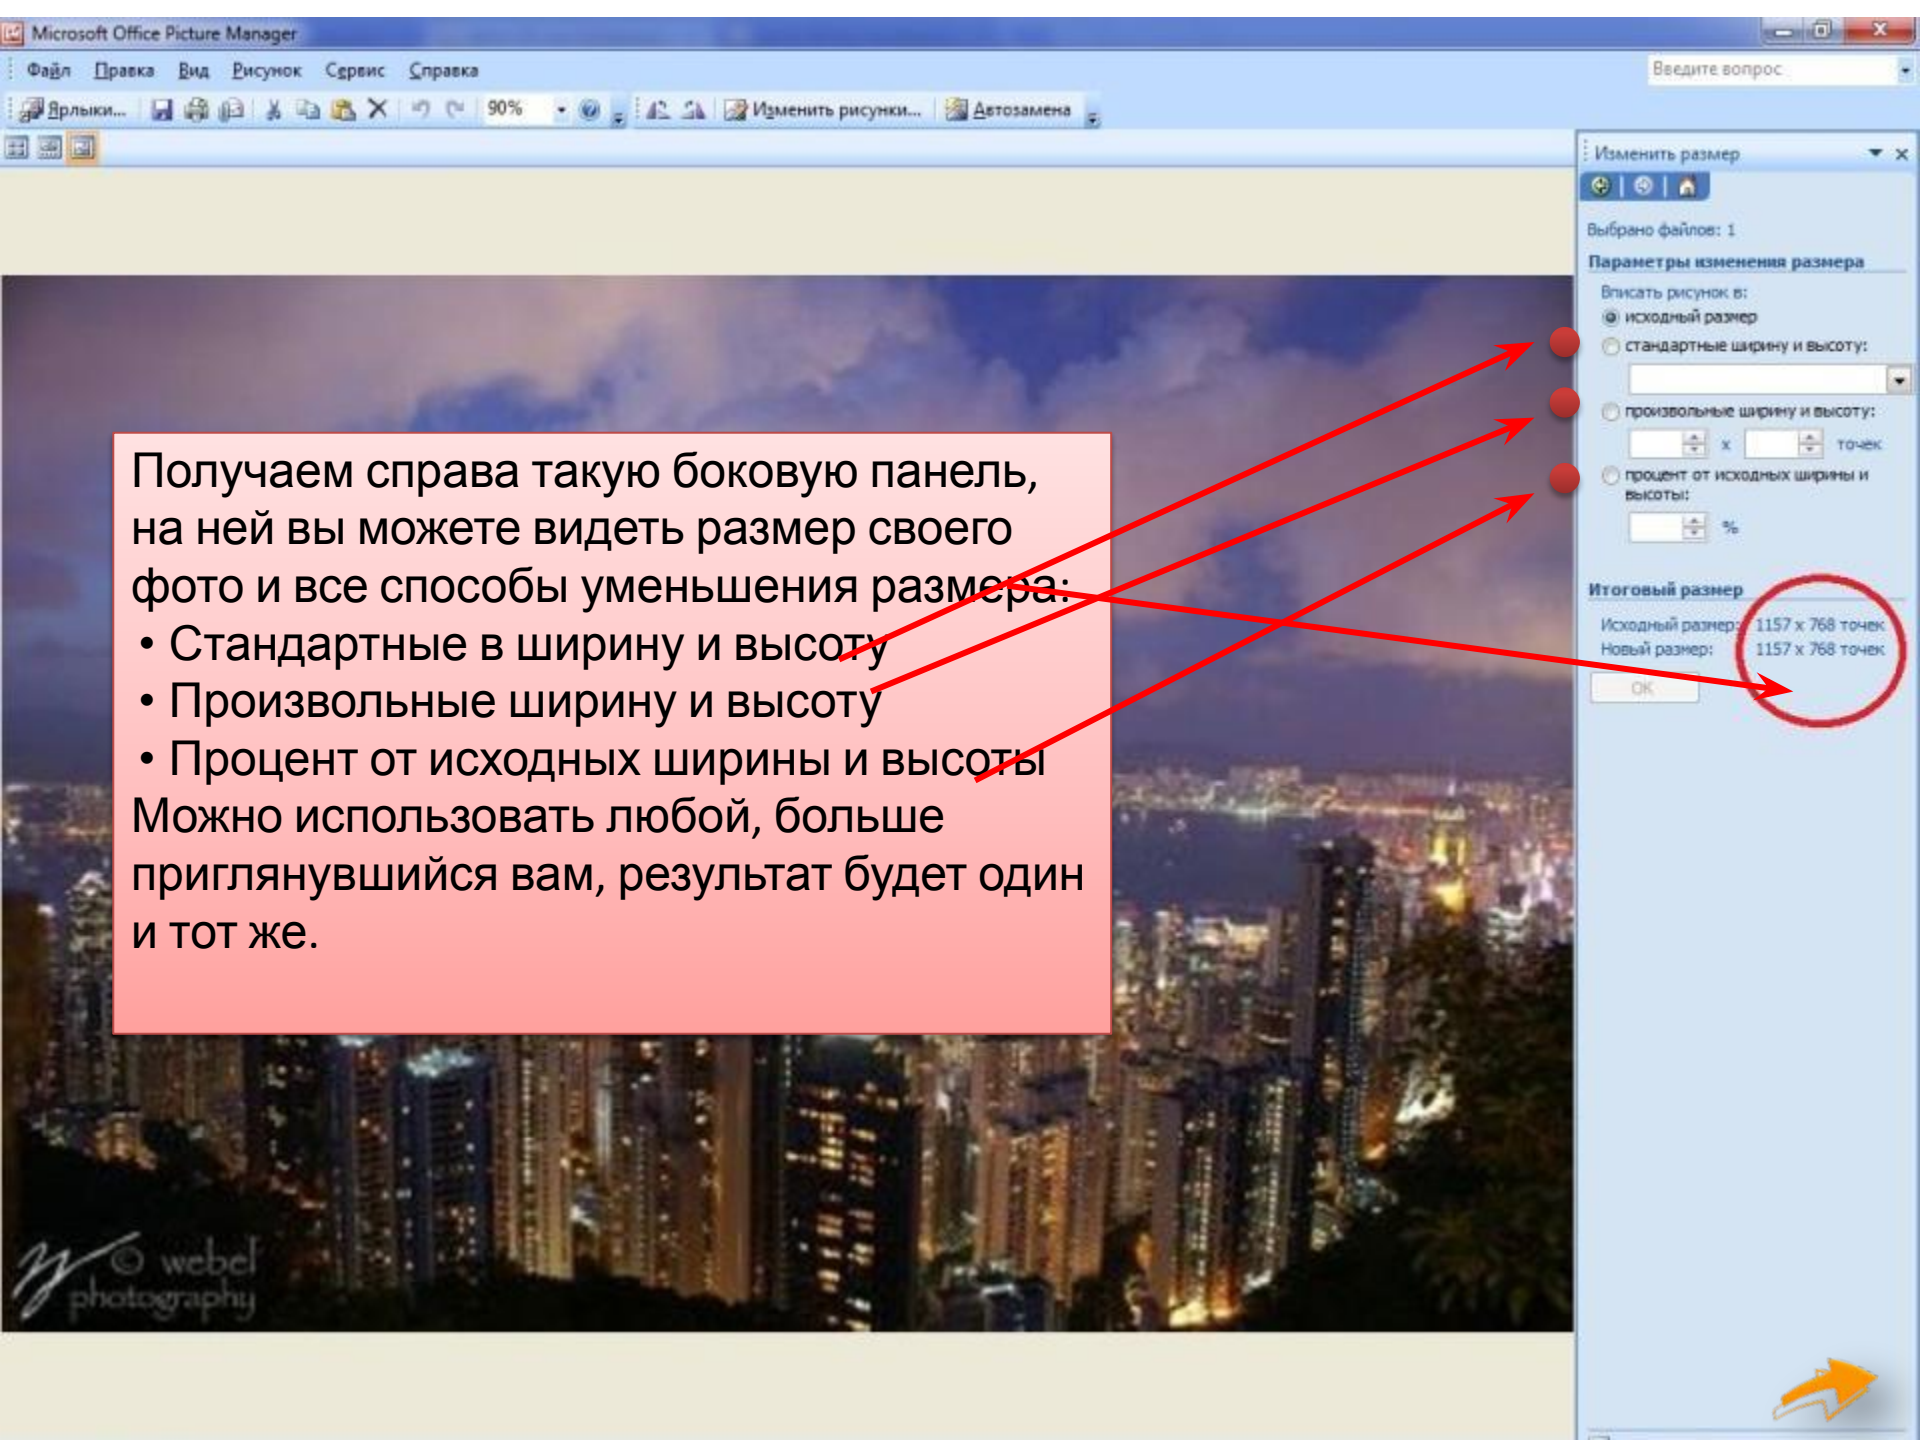 Microsoft Office Picture Manager
Файл Правка Вид Рисунок Сервис Справка
Введите вопрос
Ярлыки... 90% Изменить рисунки... Автозамена
Изменить размер
Выбрано файлов: 1
Параметры изменения размера
Вписать рисунок в:
исходный размер
стандартные ширину и высоту:
произвольные ширину и высоту:
x точек
процент от исходных ширины и
высоты:
%
Итоговый размер
Исходный размер: 1157 x 768 точек
Новый размер: 1157 x 768 точек
OK
Получаем справа такую боковую панель,
на ней вы можете видеть размер своего
фото и все способы уменьшения размера:
• Стандартные в ширину и высоту
• Произвольные ширину и высоту
• Процент от исходных ширины и высоты
Можно использовать любой, больше
приглянувшийся вам, результат будет один
и тот же.
© webel
photography